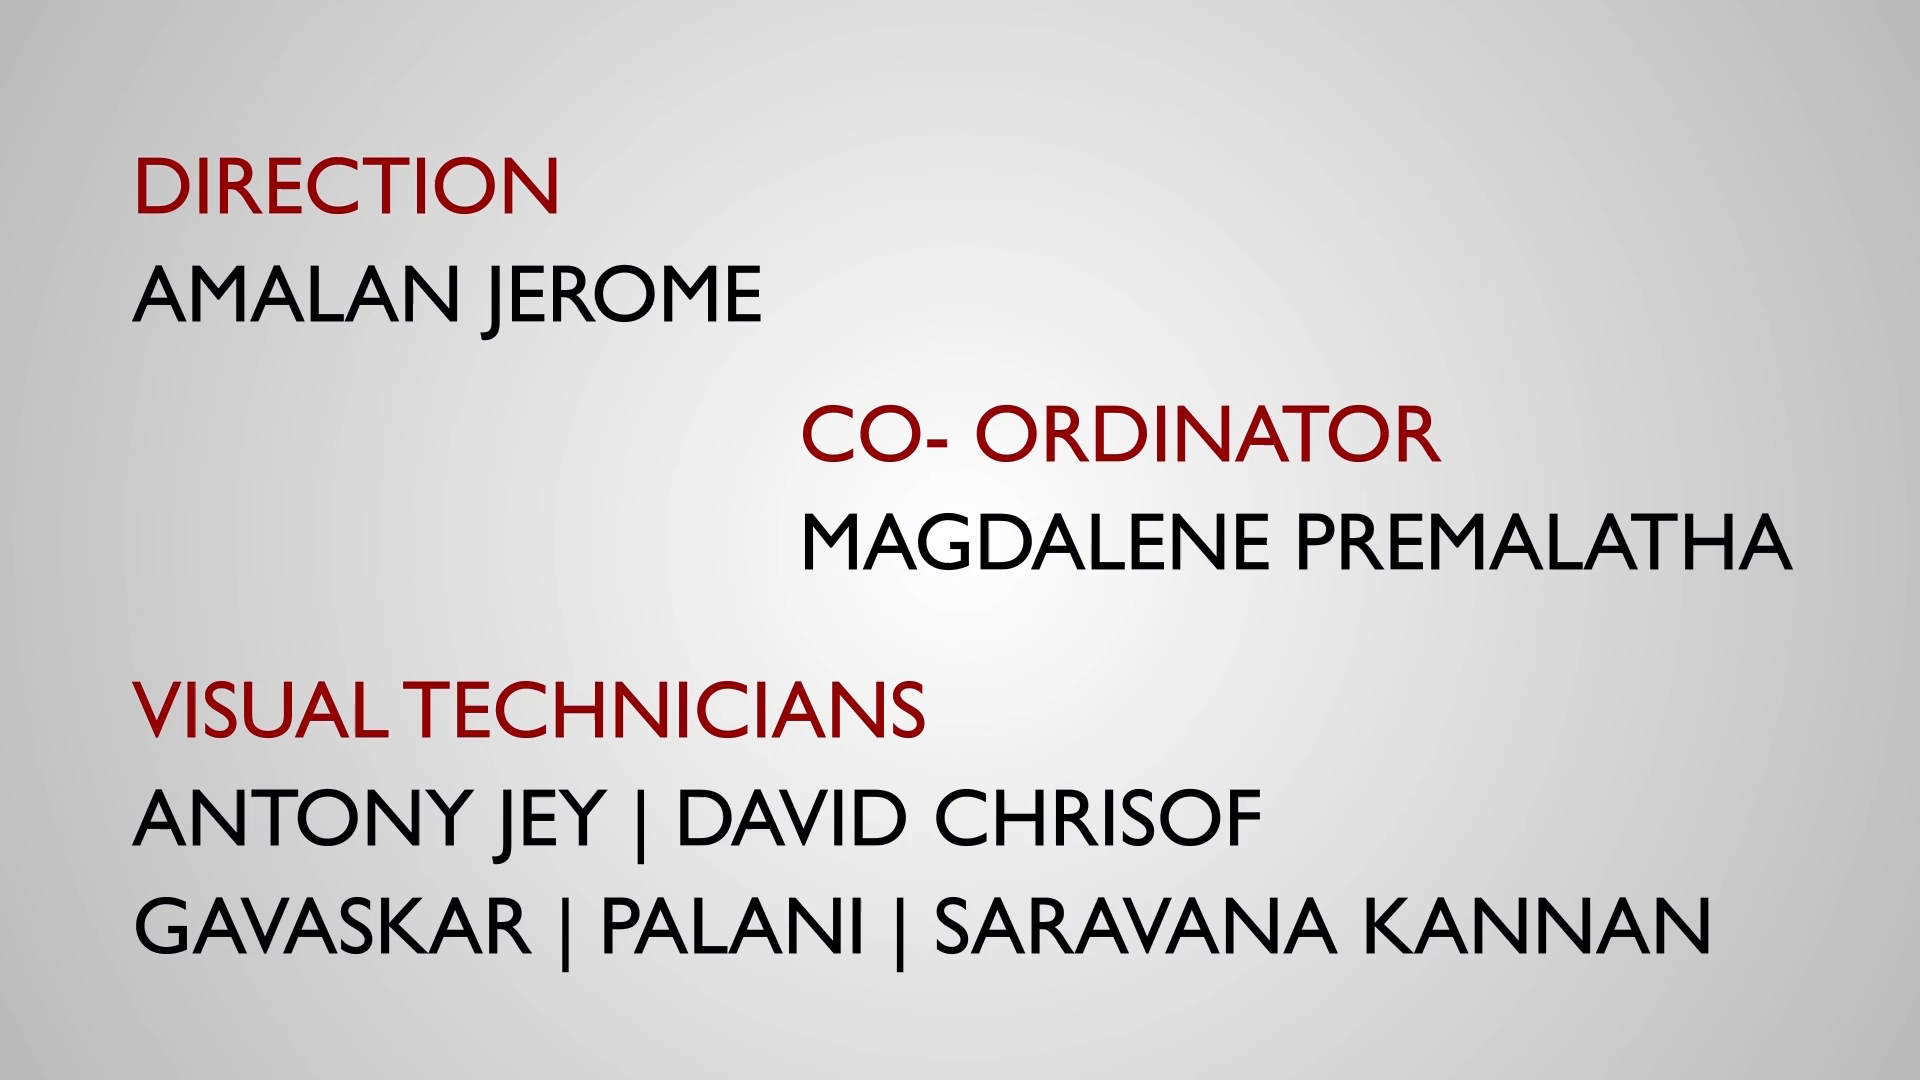 DIRECTION
AMALAN JEROME
CO- ORDINATOR
MAGDALENE PREMALATHA
VISUAL TECHNICIANS
ANTONY JEY | DAVID CHRISOF
GAVASKAR | PALANI | SARAVANA KANNAN